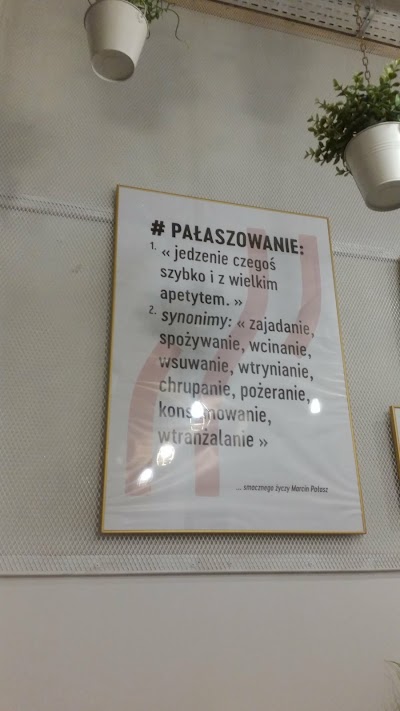 # PAŁASZOWANIE:
1. « jedzenie czegoś
szybko i z wielkim
apetytem. »
2. synonimy: « zajadanie,
spożywanie, wcinanie,
wsuwanie, wtrynianie,
chrupanie, pożeranie,
konsumowanie,
wtranżalanie »
... smacznego życzy Marcin Pałasz